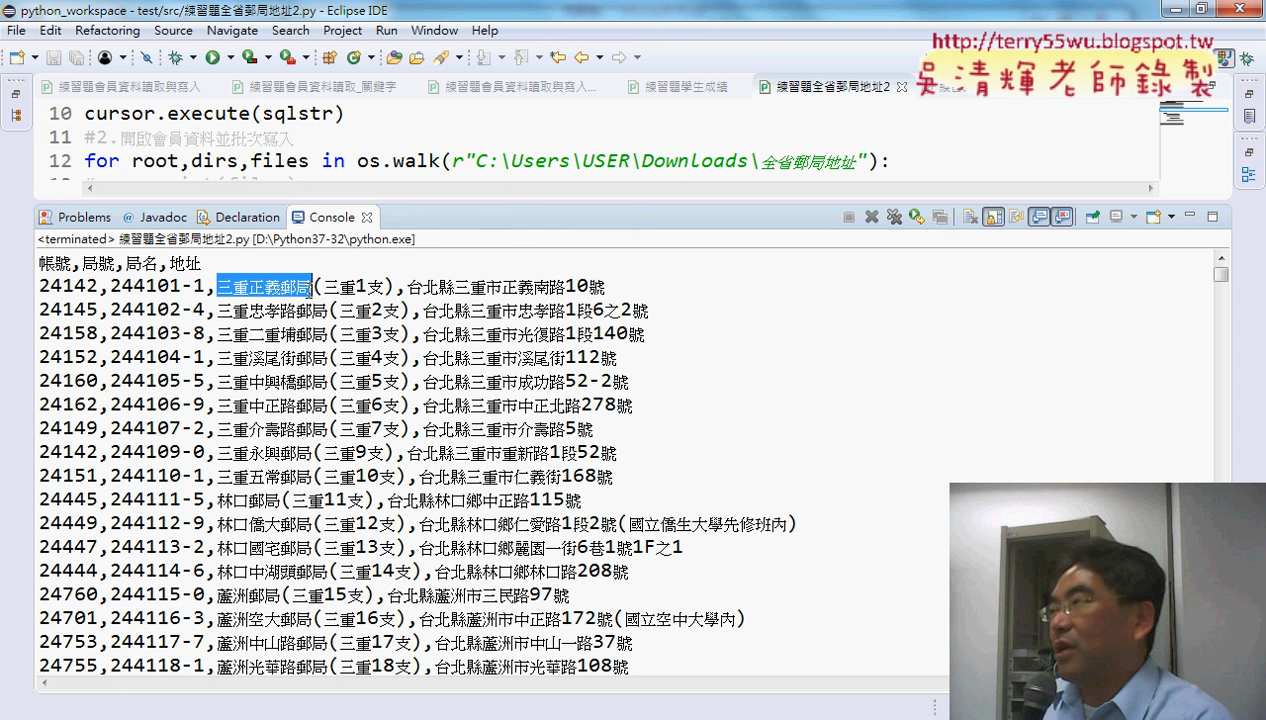 python_workspace - test/src/練習題全省郵局地址2.py - Eclipse IDE
File Edit Refactoring Source Navigate Search Project Run Window Help
http://terry55wu.blogspot.tw
吳清輝老師錄製
練習題會員資料讀取與寫入 練習題會員資料讀取_關鍵字 練習題會員資料讀取與寫入... 練習題學生成績 練習題全省郵局地址2
10 cursor.execute(sqlstr)
11 #2.開啟會員資料並批次寫入
12 for root,dirs,files in os.walk(r"C:\Users\USER\Downloads\全省郵局地址"):
Problems Javadoc Declaration Console
<terminated> 練習題全省郵局地址2.py [D:\Python37-32\python.exe]
帳號,局號,局名,地址
24142,244101-1,三重正義郵局(三重1支),台北縣三重市正義南路10號
24145,244102-4,三重忠孝路郵局(三重2支),台北縣三重市忠孝路1段6之2號
24158,244103-8,三重二重埔郵局(三重3支),台北縣三重市光復路1段140號
24152,244104-1,三重溪尾街郵局(三重4支),台北縣三重市溪尾街112號
24160,244105-5,三重中興橋郵局(三重5支),台北縣三重市成功路52-2號
24162,244106-9,三重中正路郵局(三重6支),台北縣三重市中正北路278號
24149,244107-2,三重介壽路郵局(三重7支),台北縣三重市介壽路5號
24142,244109-0,三重永興郵局(三重9支),台北縣三重市重新路1段52號
24151,244110-1,三重五常郵局(三重10支),台北縣三重市仁義街168號
24445,244111-5,林口郵局(三重11支),台北縣林口鄉中正路115號
24449,244112-9,林口僑大郵局(三重12支),台北縣林口鄉仁愛路1段2號(國立僑生大學先修班內)
24447,244113-2,林口國宅郵局(三重13支),台北縣林口鄉麗園一街6巷1號1F之1
24444,244114-6,林口中湖頭郵局(三重14支),台北縣林口鄉林口路208號
24760,244115-0,蘆洲郵局(三重15支),台北縣蘆洲市三民路97號
24701,244116-3,蘆洲空大郵局(三重16支),台北縣蘆洲市中正路172號(國立空中大學內)
24753,244117-7,蘆洲中山路郵局(三重17支),台北縣蘆洲市中山一路37號
24755,244118-1,蘆洲光華路郵局(三重18支),台北縣蘆洲市光華路108號